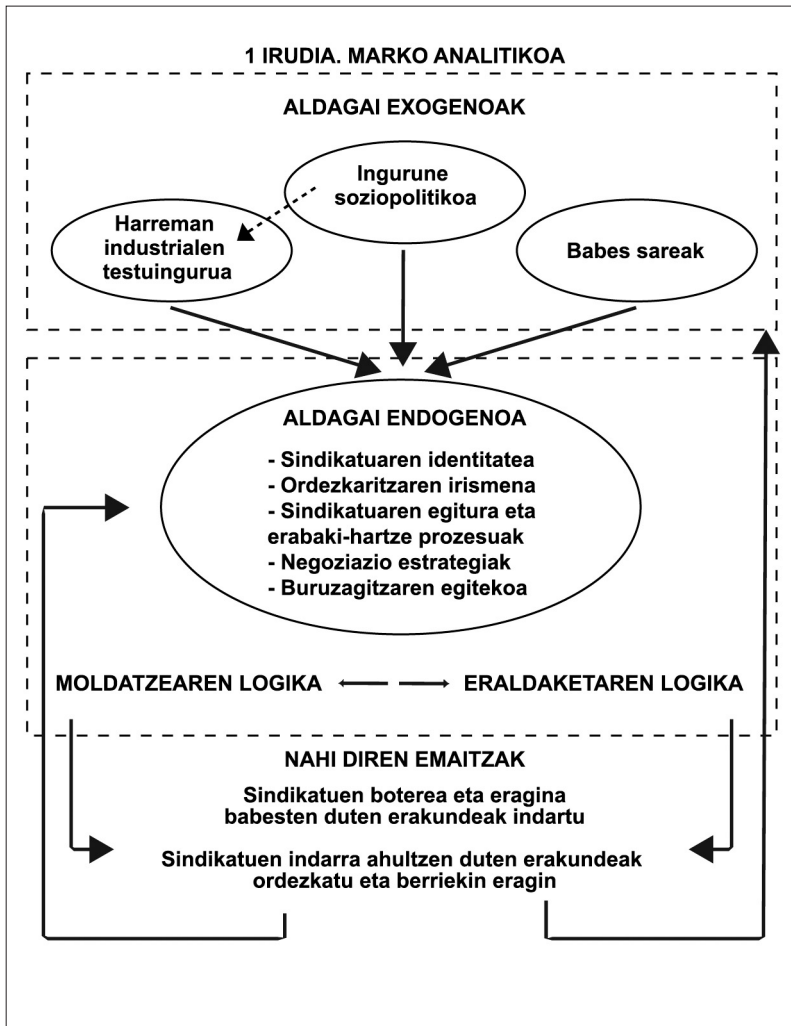 1 IRUDIA. MARKO ANALITIKOA
ALDAGAI EXOGENOAK
Ingurune
soziopolitikoa
Harreman
industrialen
testuingurua
Babes sareak
ALDAGAI ENDOGENOA
- Sindikatuaren identitatea
- Ordezkaritzaren irismena
- Sindikatuaren egitura eta
erabaki-hartze prozesuak
- Negoziazio estrategiak
- Buruzagitzaren egitekoa
MOLDATZEAREN LOGIKA
ERALDAKETAREN LOGIKA
NAHI DIREN EMAITZAK
Sindikatuen boterea eta eragina
babesten duten erakundeak indartu
Sindikatuen indarra ahultzen duten erakundeak
ordezkatu eta berriekin eragin